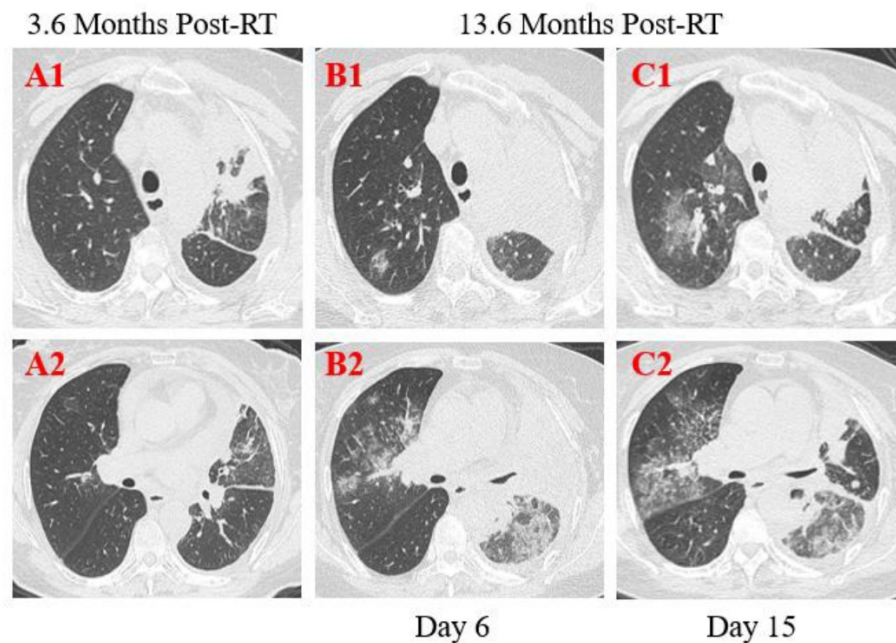 3.6 Months Post-RT
13.6 Months Post-RT
A1
B1
C1
A2
B2
C2
Day 6
Day 15